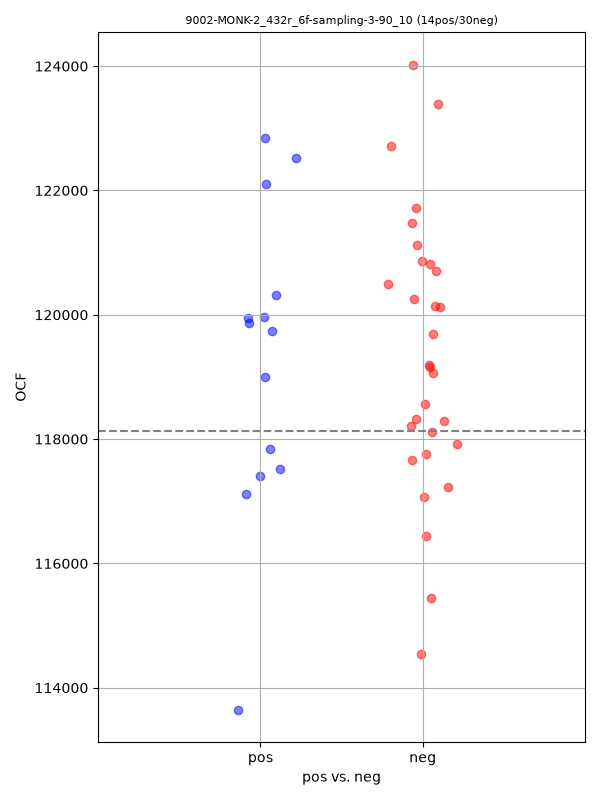 9002-MONK-2_432r_6f-sampling-3-90_10 (14pos/30neg)
124000
122000
120000
118000
116000
114000
OCF
pos
neg
pos vs. neg